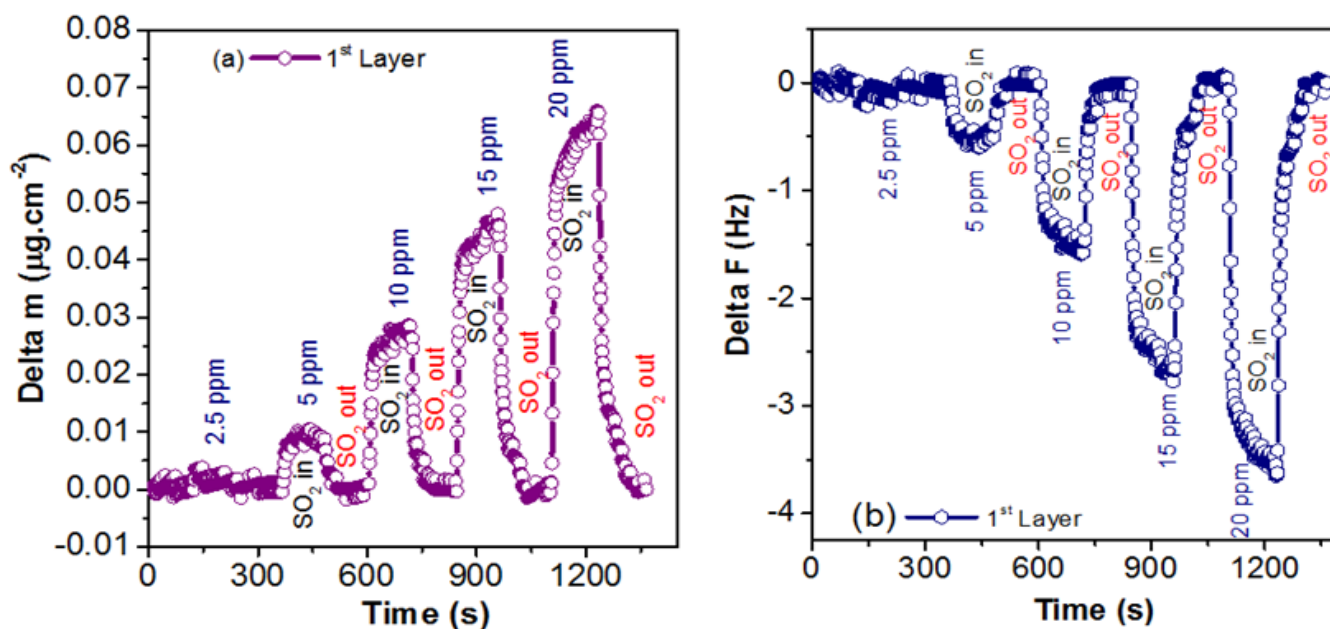 0.08
0.07
0.06
0.05
0.04
0.03
0.02
0.01
0.00
-0.01
Delta m (µg.cm⁻²)
(a) 1ˢᵗ Layer
2.5 ppm
5 ppm
SO₂ in
SO₂ out
10 ppm
SO₂ in
SO₂ out
15 ppm
SO₂ in
SO₂ out
20 ppm
SO₂ in
SO₂ out
0 300 600 900 1200
Time (s)
0
-1
-2
-3
-4
Delta F (Hz)
2.5 ppm
SO₂ in
5 ppm
SO₂ out
SO₂ in
10 ppm
SO₂ out
SO₂ in
15 ppm
SO₂ out
SO₂ in
20 ppm
SO₂ out
(b) 1ˢᵗ Layer
0 300 600 900 1200
Time (s)